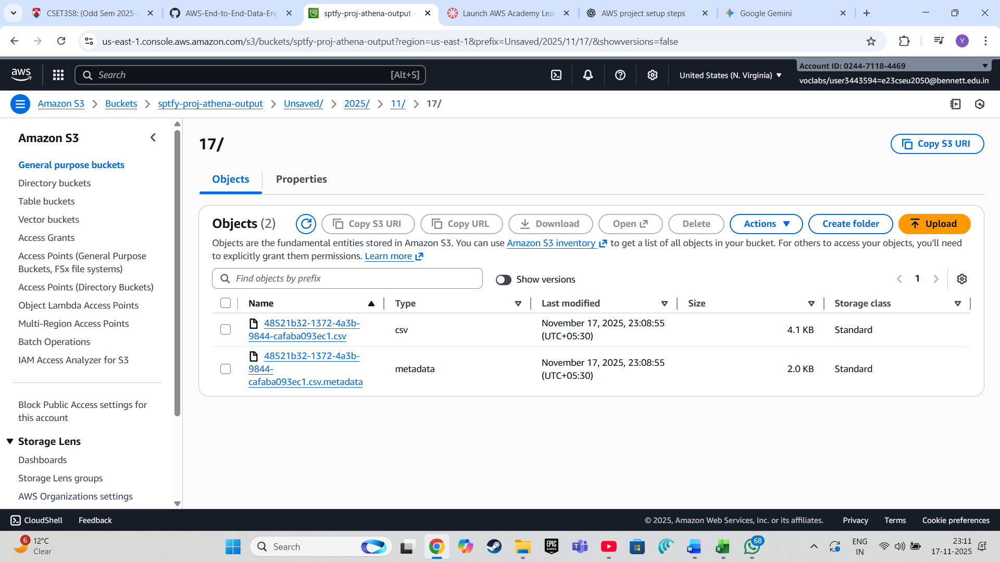 CSET358: (Odd Sem 2025-2
AWS-End-to-End-Data-Eng
sptfy-proj-athena-output -
Launch AWS Academy Lear
AWS project setup steps
Google Gemini
us-east-1.console.aws.amazon.com/s3/buckets/sptfy-proj-athena-output?region=us-east-1&prefix=Unsaved/2025/11/17/&showversions=false
Y
aws
Search
[Alt+S]
United States (N. Virginia)
Account ID: 0244-7118-4469
voclabs/user3443594=e23cseu2050@bennett.edu.in
Amazon S3
Buckets
sptfy-proj-athena-output
Unsaved/
2025/
11/
17/
Amazon S3
General purpose buckets
Directory buckets
Table buckets
Vector buckets
Access Grants
Access Points (General Purpose
Buckets, FSx file systems)
Access Points (Directory Buckets)
Object Lambda Access Points
Multi-Region Access Points
Batch Operations
IAM Access Analyzer for S3
Block Public Access settings for
this account
Storage Lens
Dashboards
Storage Lens groups
AWS Organizations settings
17/
Copy S3 URI
Objects
Properties
Objects (2)
Copy S3 URI
Copy URL
Download
Open
Delete
Actions
Create folder
Upload
Objects are the fundamental entities stored in Amazon S3. You can use Amazon S3 inventory to get a list of all objects in your bucket. For others to access your objects, you'll need
to explicitly grant them permissions. Learn more
Find objects by prefix
Show versions
1
Name
Type
Last modified
Size
Storage class
48521b32-1372-4a3b-
9844-cafaba093ec1.csv
csv
November 17, 2025, 23:08:55
(UTC+05:30)
4.1 KB
Standard
48521b32-1372-4a3b-
9844-
cafaba093ec1.csv.metadata
metadata
November 17, 2025, 23:08:55
(UTC+05:30)
2.0 KB
Standard
CloudShell
Feedback
© 2025, Amazon Web Services, Inc. or its affiliates.
Privacy
Terms
Cookie preferences
6
12°C
Clear
Search
EPIC
GAMES
68
ENG
IN
23:11
17-11-2025